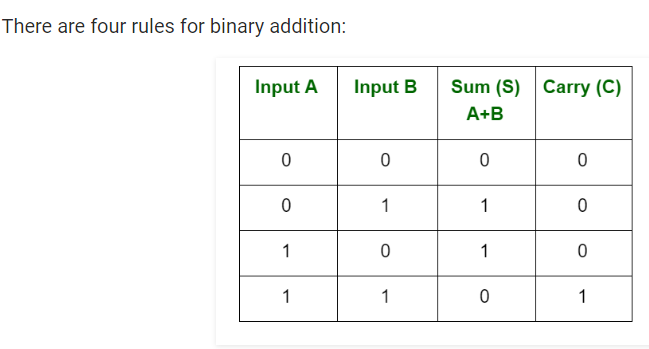 There are four rules for binary addition:
Input A Input B Sum (S) Carry (C)
A+B
0 0 0 0
0 1 1 0
1 0 1 0
1 1 0 1